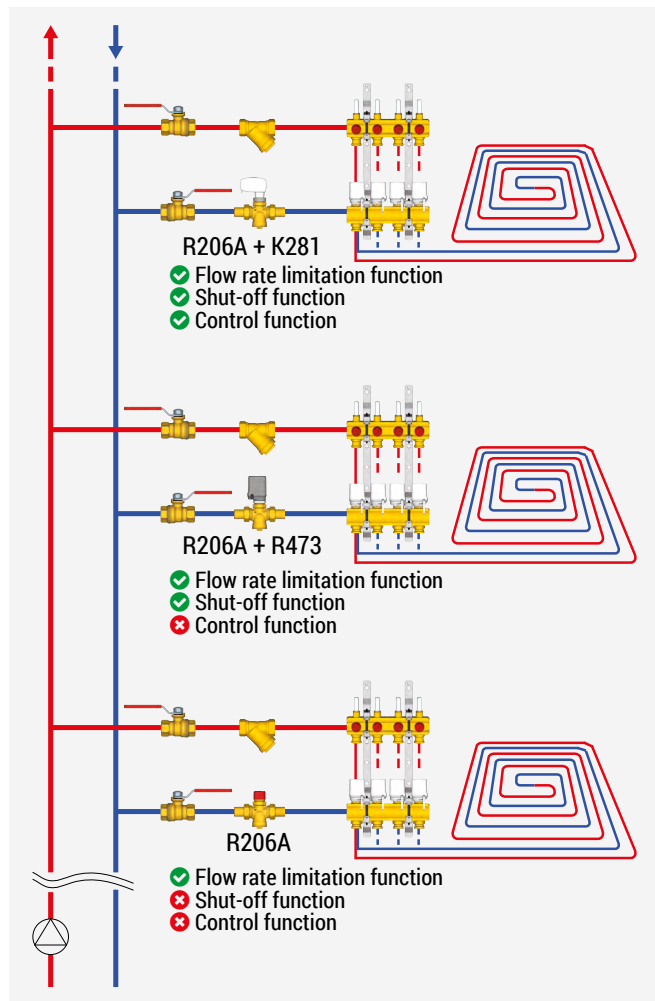 R206A + K281
Flow rate limitation function
Shut-off function
Control function
R206A + R473
Flow rate limitation function
Shut-off function
Control function
R206A
Flow rate limitation function
Shut-off function
Control function